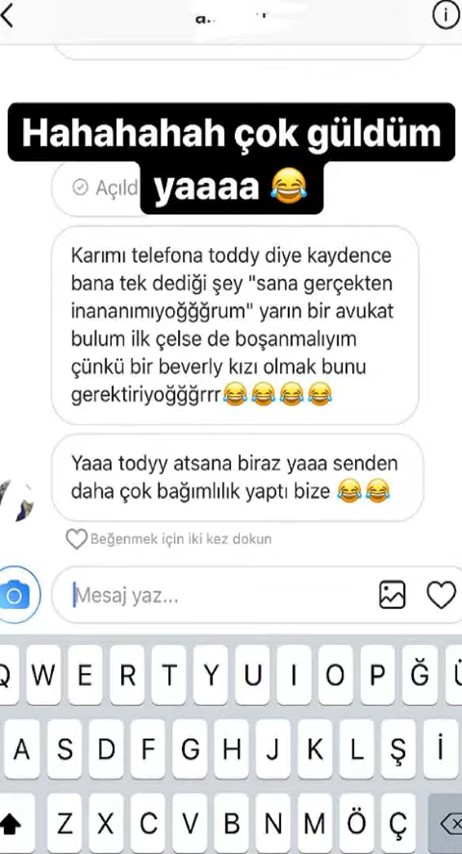 Hahahahah çok güldüm
yaaaa 😂
Açıld
Karımı telefona toddy diye kaydence
bana tek dediği şey "sana gerçekten
inananımıyoğğğrum" yarın bir avukat
bulum ilk çelse de boşanmalıyım
çünkü bir beverly kızı olmak bunu
gerektiriyoğğğrrr😂😂😂😂
Yaaa todyy atsana biraz yaaa senden
daha çok bağımlılık yaptı bize 😂😂
Beğenmek için iki kez dokun
Mesaj yaz...
Q W E R T Y U I O P Ğ Ü
A S D F G H J K L Ş İ
Z X C V B N M Ö Ç